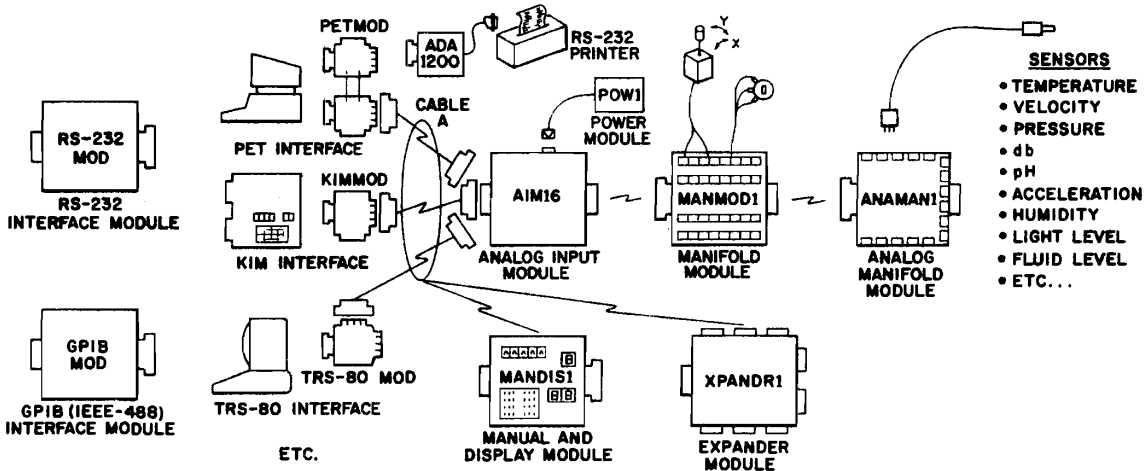 RS-232
MOD
RS-232
INTERFACE MODULE
GPIB
MOD
GPIB (IEEE-488)
INTERFACE MODULE
PETMOD
PET INTERFACE
ADA
1200
RS-232
PRINTER
CABLE
A
KIMMOD
KIM INTERFACE
TRS-80 MOD
TRS-80 INTERFACE
ETC.
POW1
POWER
MODULE
AIM16
ANALOG INPUT
MODULE
Y
X
MANMOD1
MANIFOLD
MODULE
ANAMAN1
ANALOG
MANIFOLD
MODULE
MANDIS1
MANUAL AND
DISPLAY MODULE
XPANDR1
EXPANDER
MODULE
SENSORS
• TEMPERATURE
• VELOCITY
• PRESSURE
• db
• pH
• ACCELERATION
• HUMIDITY
• LIGHT LEVEL
• FLUID LEVEL
• ETC...